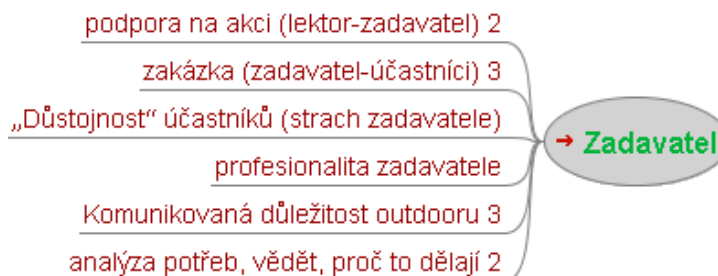 podpora na akci (lektor-zadavatel) 2
zakázka (zadavatel-účastníci) 3
„Důstojnost“ účastníků (strach zadavatele)
profesionalita zadavatele
Komunikovaná důležitost outdooru 3
analýza potřeb, vědět, proč to dělají 2
Zadavatel